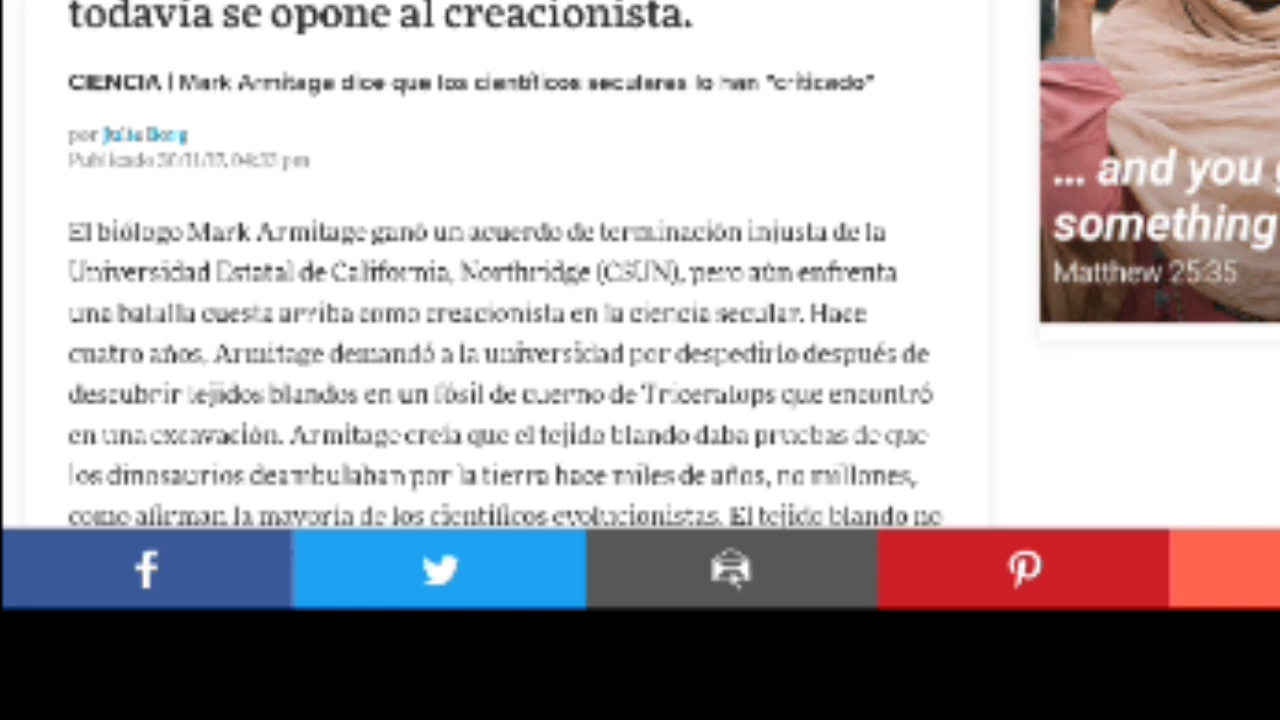 todavía se opone al creacionista.
CIENCIA | Mark Armitage dice que los científicos seculares lo han "criticado"
por Julia Borg
Publicado
El biólogo Mark Armitage ganó un acuerdo de terminación injusta de la
Universidad Estatal de California, Northridge (CSUN), pero aún enfrenta
una batalla cuesta arriba como creacionista en la ciencia secular. Hace
cuatro años, Armitage demandó a la universidad por despedirlo después de
descubrir tejidos blandos en un fósil de cuerno de Triceratops que encontró
en una excavación. Armitage creía que el tejido blando daba pruebas de que
los dinosaurios deambulaban por la tierra hace miles de años, no millones,
como afirman la mayoría de los científicos evolucionistas. El tejido blando no
... and you
something
Matthew 25:35